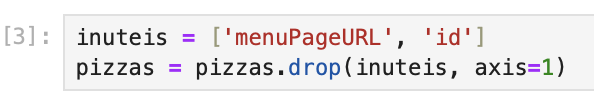 [3]: inuteis = ['menuPageURL', 'id']
pizzas = pizzas.drop(inuteis, axis=1)